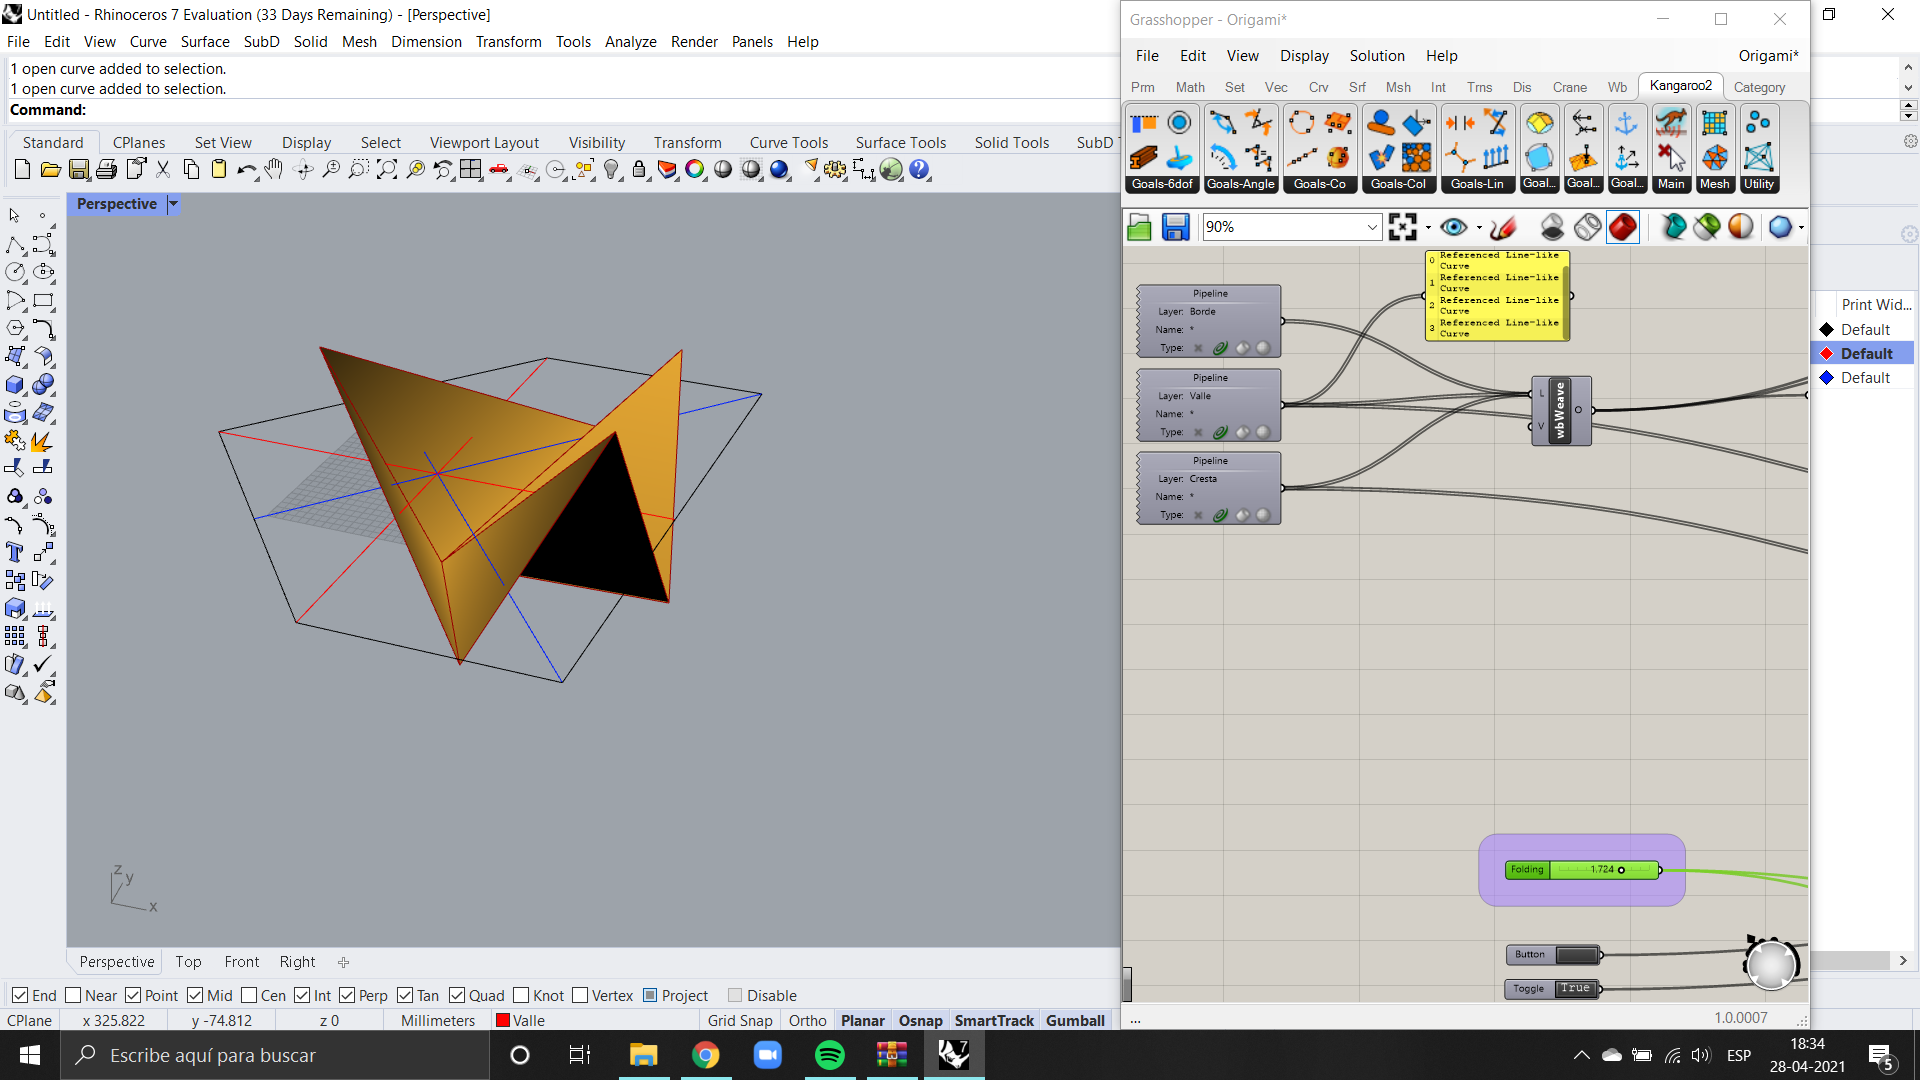 Untitled - Rhinoceros 7 Evaluation (33 Days Remaining) - [Perspective]
File Edit View Curve Surface SubD Solid Mesh Dimension Transform Tools Analyze Render Panels Help
1 open curve added to selection.
1 open curve added to selection.
Command:
Standard CPlanes Set View Display Select Viewport Layout Visibility Transform Curve Tools Surface Tools Solid Tools SubD T
Perspective
z
y
x
Perspective Top Front Right
End Near Point Mid Cen Int Perp Tan Quad Knot Vertex Project Disable
CPlane x 325.822 y -74.812 z 0 Millimeters Valle Grid Snap Ortho Planar Osnap SmartTrack Gumball
Grasshopper - Origami*
File Edit View Display Solution Help Origami*
Prm Math Set Vec Crv Srf Msh Int Trns Dis Crane Wb Kangaroo2 Category
Goals-6dof Goals-Angle Goals-Co Goals-Col Goals-Lin Goal... Goal... Goal... Main Mesh Utility
90%
0 Referenced Line-like Curve
1 Referenced Line-like Curve
2 Referenced Line-like Curve
3 Referenced Line-like Curve
Pipeline
Layer: Borde
Name: *
Type:
Pipeline
Layer: Valle
Name: *
Type:
Pipeline
Layer: Cresta
Name: *
Type:
L
V
wbWeave
O
Folding 1.724
Button
Toggle True
... 1.0.0007
Print Wid...
Default
Default
Default
7
Escribe aquí para buscar
ESP
18:34
28-04-2021
5